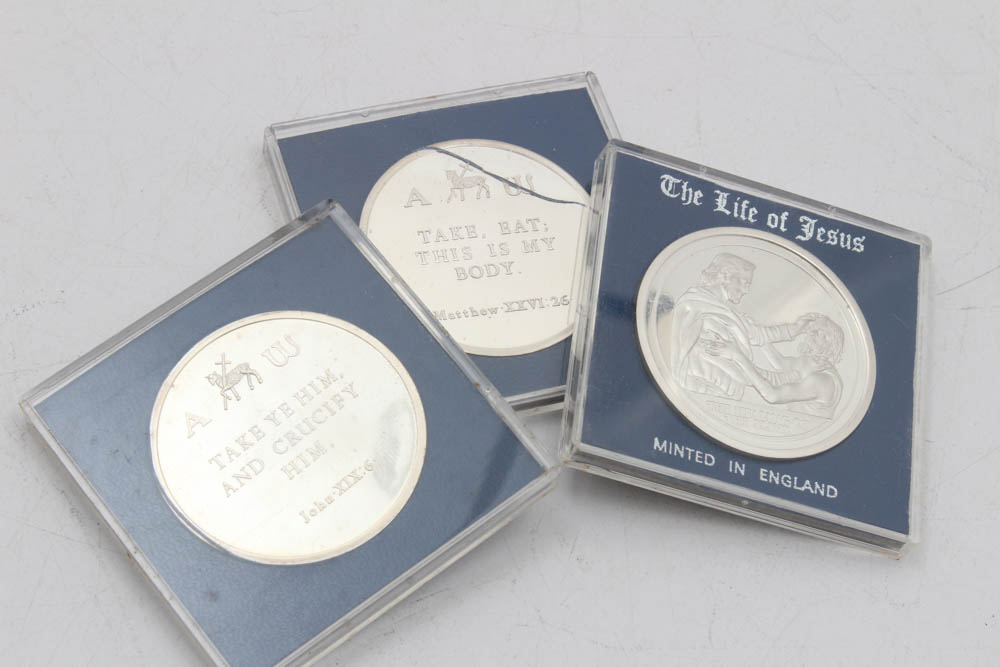 A ω
TAKE, EAT;
THIS IS MY
BODY.
Matthew·XXVI:26
The Life of Jesus
MINTED IN ENGLAND
A ω
TAKE YE HIM,
AND CRUCIFY
HIM.
John·XIX:6